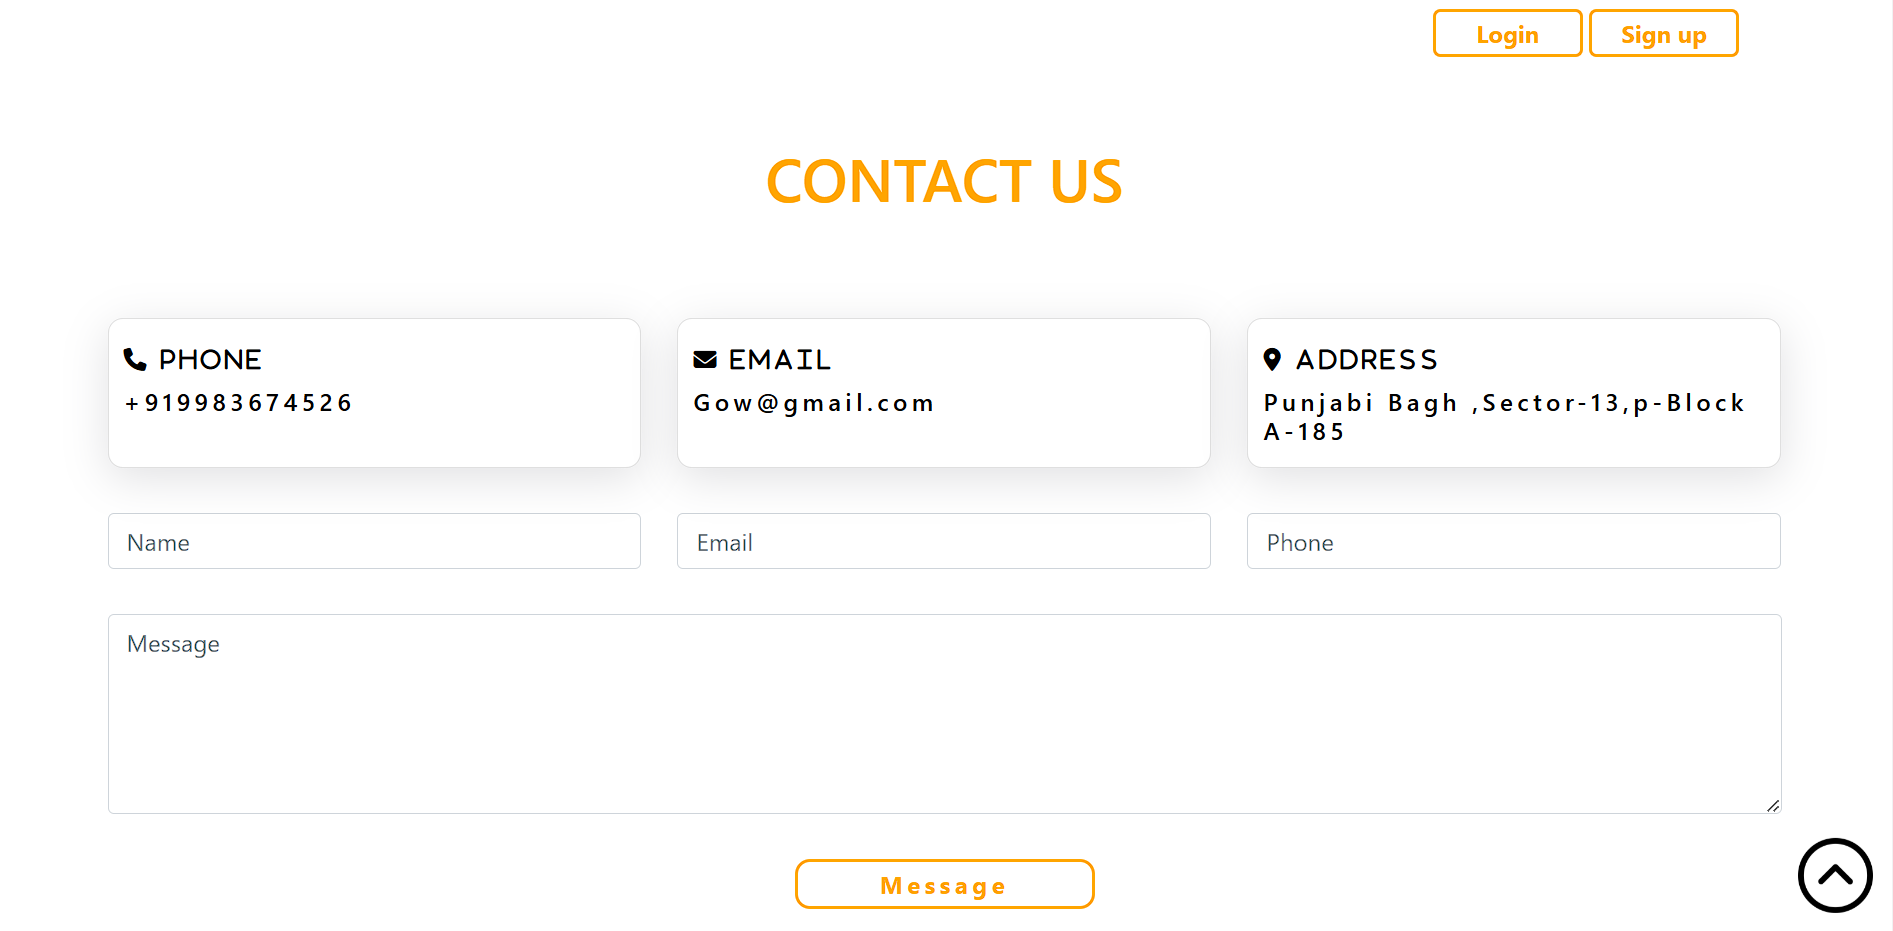 Login
Sign up
CONTACT US
PHONE
+919983674526
EMAIL
Gow@gmail.com
ADDRESS
Punjabi Bagh ,Sector-13,p-Block
A-185
Name
Email
Phone
Message
Message